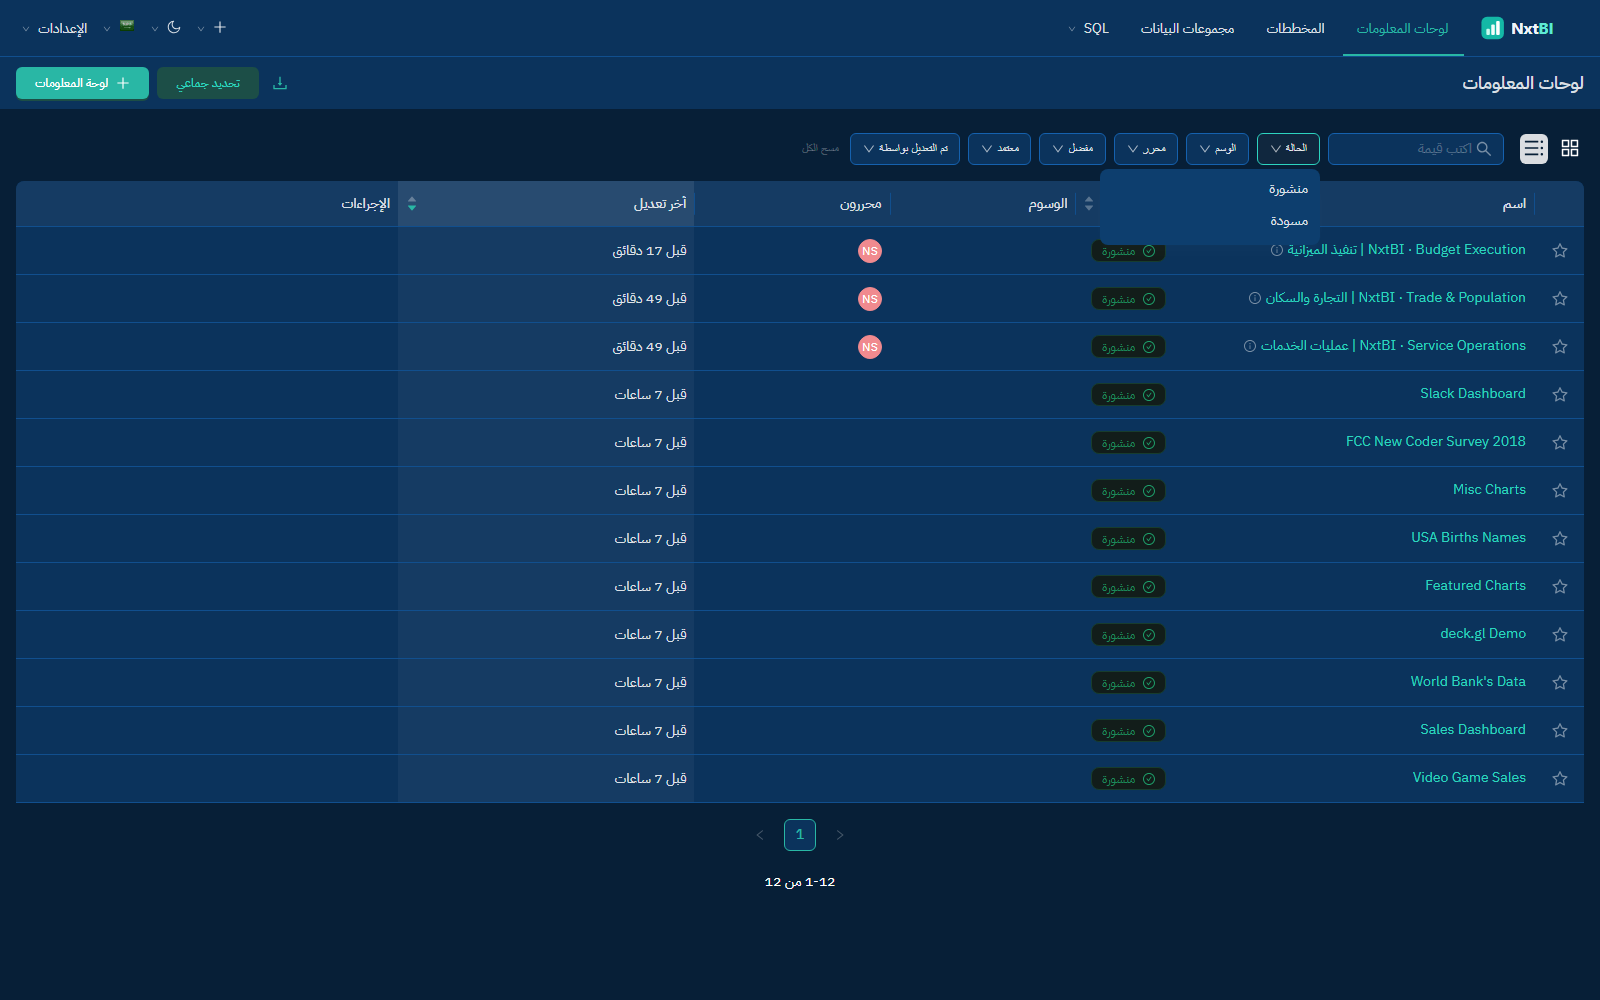 NxtBI
لوحات المعلومات
المخططات
مجموعات البيانات
SQL
الإعدادات
لوحات المعلومات
تحديد جماعي
لوحة المعلومات
اكتب قيمة
الحالة
الوسم
محرر
مفضل
معتمد
تم التعديل بواسطة
مسح الكل
منشورة
مسودة
اسم
الوسوم
محررون
آخر تعديل
الإجراءات
NxtBI · Budget Execution | تنفيذ الميزانية
منشورة
NS
قبل 17 دقائق
NxtBI · Trade & Population | التجارة والسكان
منشورة
NS
قبل 49 دقائق
NxtBI · Service Operations | عمليات الخدمات
منشورة
NS
قبل 49 دقائق
Slack Dashboard
منشورة
قبل 7 ساعات
FCC New Coder Survey 2018
منشورة
قبل 7 ساعات
Misc Charts
منشورة
قبل 7 ساعات
USA Births Names
منشورة
قبل 7 ساعات
Featured Charts
منشورة
قبل 7 ساعات
deck.gl Demo
منشورة
قبل 7 ساعات
World Bank's Data
منشورة
قبل 7 ساعات
Sales Dashboard
منشورة
قبل 7 ساعات
Video Game Sales
منشورة
قبل 7 ساعات
1
1-12 من 12